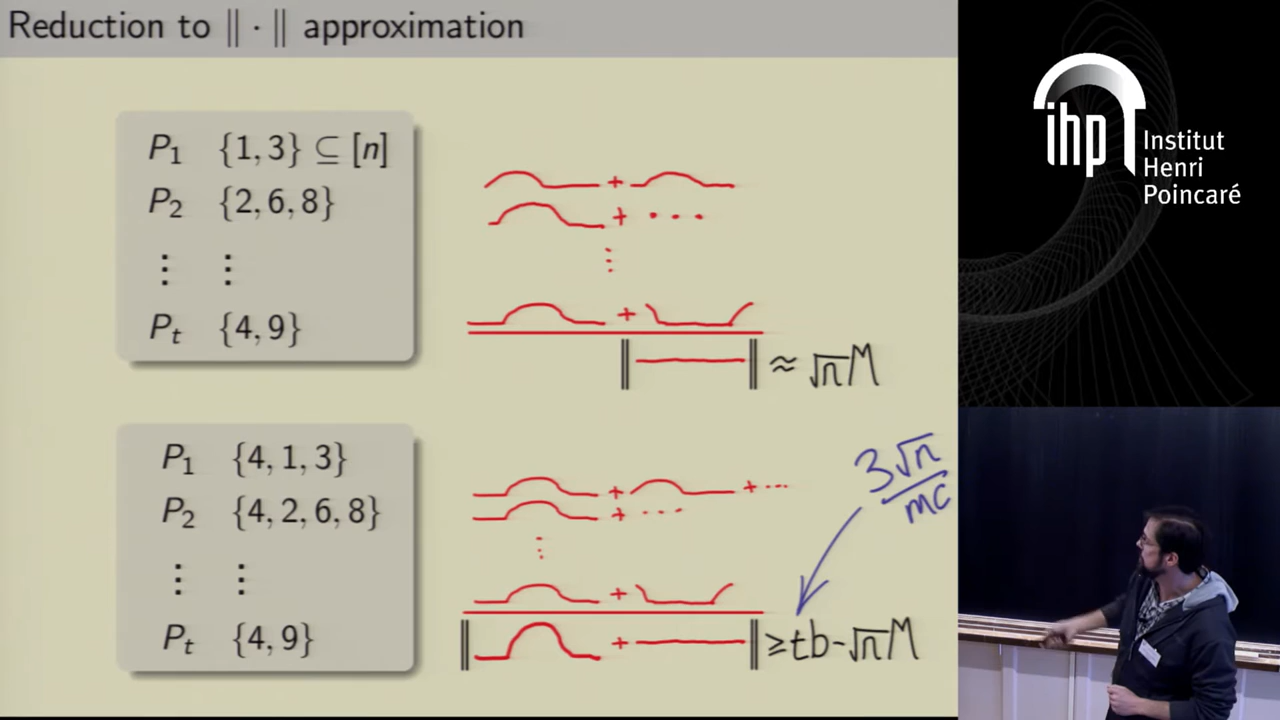 Reduction to ‖ · ‖ approximation
P₁ {1, 3} ⊆ [n]
P₂ {2, 6, 8}
⋮ ⋮
Pₜ {4, 9}
+
+ ...
⋮
+
‖ ‖ ≈ √n M
P₁ {4, 1, 3}
P₂ {4, 2, 6, 8}
⋮ ⋮
Pₜ {4, 9}
+ + ...
+ ...
⋮
+
‖ + ‖ ≥ tb - √n M
3√n / mC
ihp
Institut
Henri
Poincaré